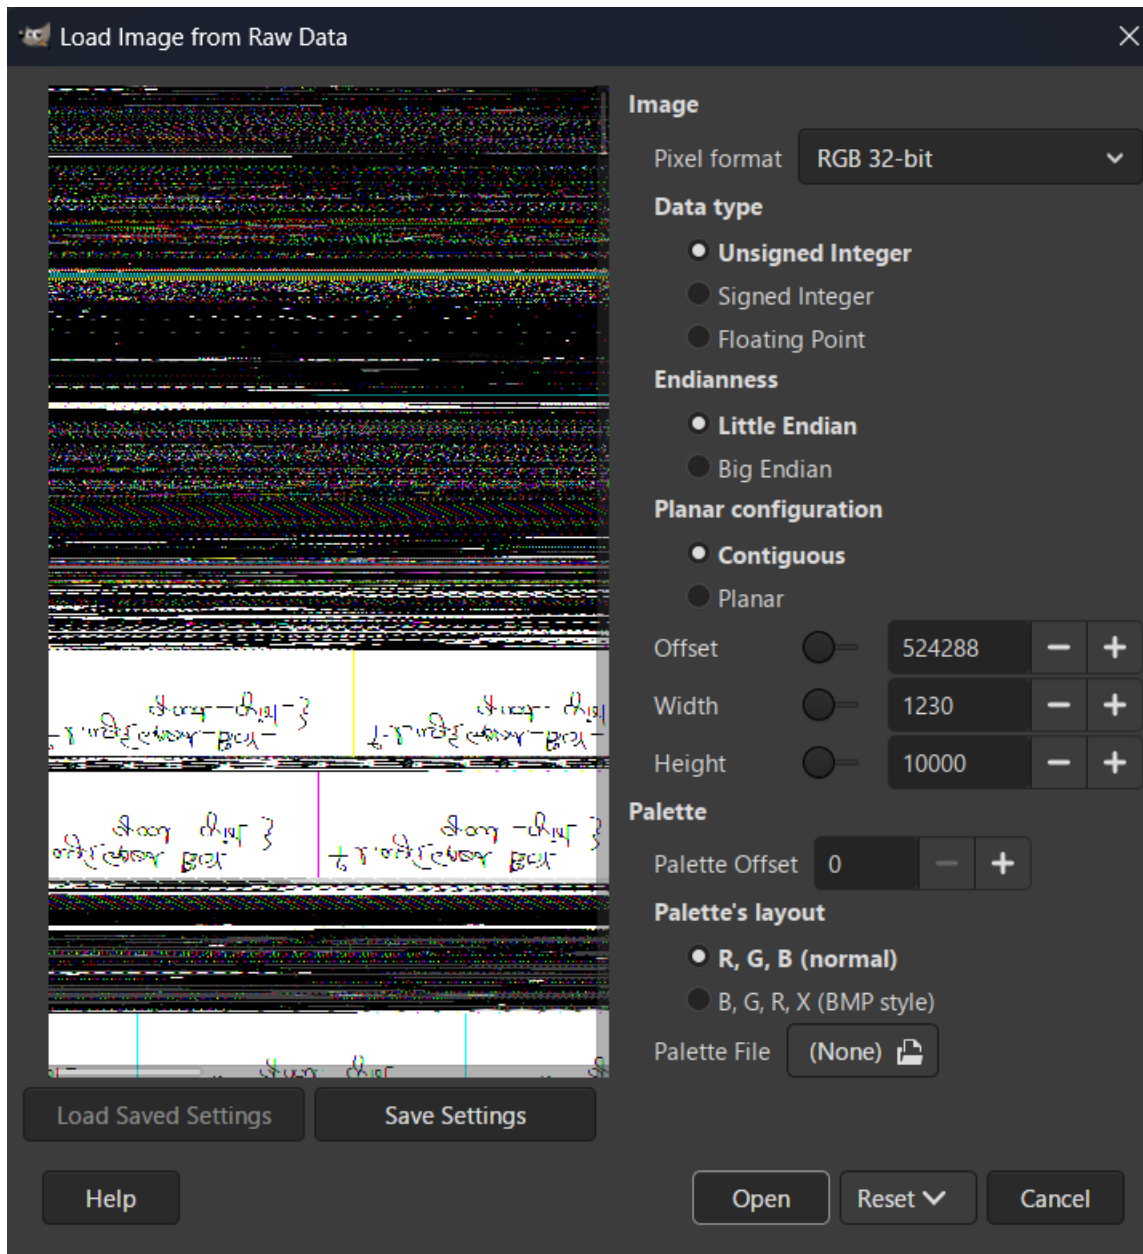 Load Image from Raw Data
Image
Pixel format RGB 32-bit
Data type
Unsigned Integer
Signed Integer
Floating Point
Endianness
Little Endian
Big Endian
Planar configuration
Contiguous
Planar
Offset 524288
Width 1230
Height 10000
Palette
Palette Offset 0
Palette's layout
R, G, B (normal)
B, G, R, X (BMP style)
Palette File (None)
Load Saved Settings Save Settings
Help Open Reset Cancel